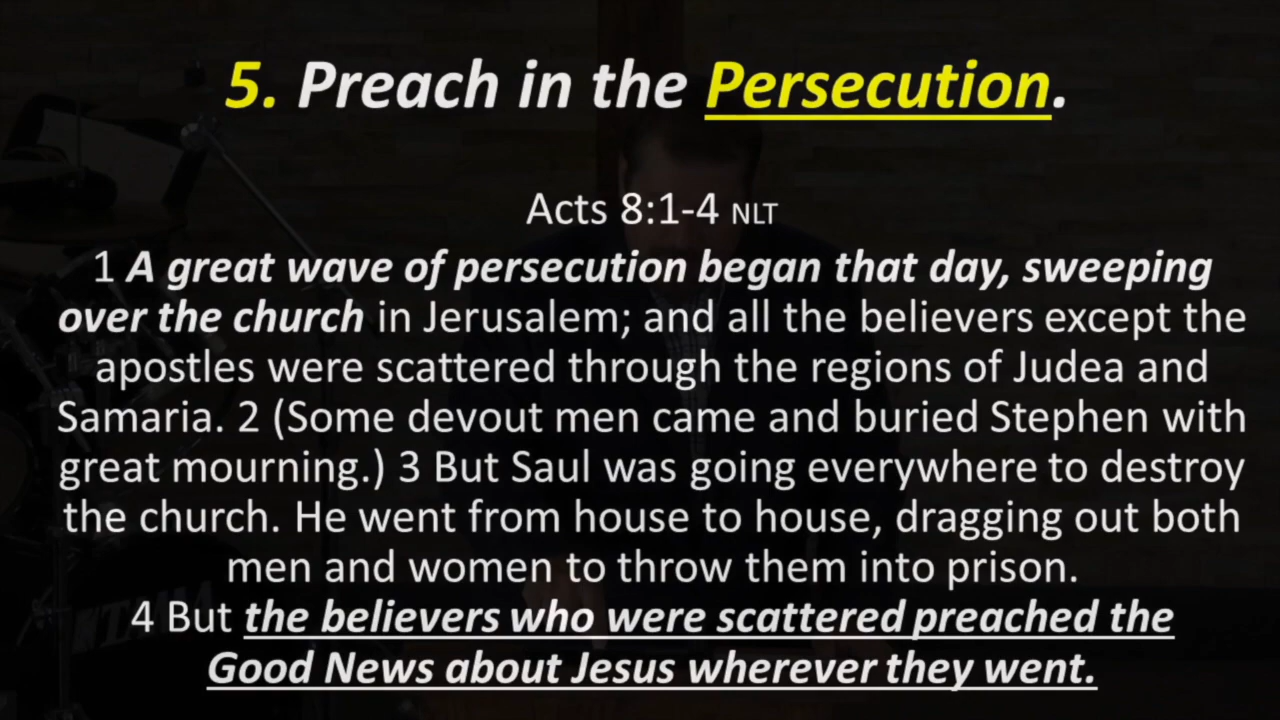 5. Preach in the Persecution.
Acts 8:1-4 NLT
1 A great wave of persecution began that day, sweeping
over the church in Jerusalem; and all the believers except the
apostles were scattered through the regions of Judea and
Samaria. 2 (Some devout men came and buried Stephen with
great mourning.) 3 But Saul was going everywhere to destroy
the church. He went from house to house, dragging out both
men and women to throw them into prison.
4 But the believers who were scattered preached the
Good News about Jesus wherever they went.
TAMA